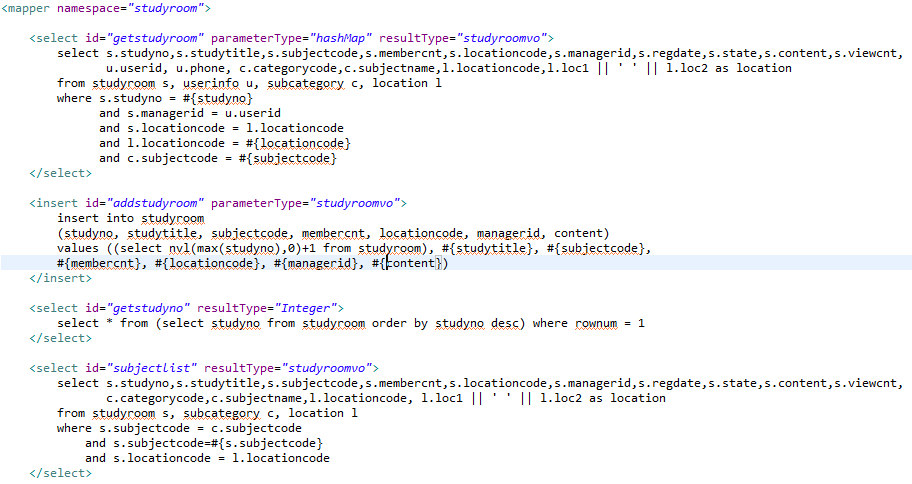 <mapper namespace="studyroom">
<select id="getstudyroom" parameterType="hashMap" resultType="studyroomvo">
select s.studyno,s.studytitle,s.subjectcode,s.membercnt,s.locationcode,s.managerid,s.regdate,s.state,s.content,s.viewcnt,
u.userid, u.phone, c.categorycode,c.subjectname,l.locationcode,l.loc1 || ' ' || l.loc2 as location
from studyroom s, userinfo u, subcategory c, location l
where s.studyno = #{studyno}
and s.managerid = u.userid
and s.locationcode = l.locationcode
and l.locationcode = #{locationcode}
and c.subjectcode = #{subjectcode}
</select>
<insert id="addstudyroom" parameterType="studyroomvo">
insert into studyroom
(studyno, studytitle, subjectcode, membercnt, locationcode, managerid, content)
values ((select nvl(max(studyno),0)+1 from studyroom), #{studytitle}, #{subjectcode},
#{membercnt}, #{locationcode}, #{managerid}, #{content})
</insert>
<select id="getstudyno" resultType="Integer">
select * from (select studyno from studyroom order by studyno desc) where rownum = 1
</select>
<select id="subjectlist" resultType="studyroomvo">
select s.studyno,s.studytitle,s.subjectcode,s.membercnt,s.locationcode,s.managerid,s.regdate,s.state,s.content,s.viewcnt,
c.categorycode,c.subjectname,l.locationcode, l.loc1 || ' ' || l.loc2 as location
from studyroom s, subcategory c, location l
where s.subjectcode = c.subjectcode
and s.subjectcode=#{s.subjectcode}
and s.locationcode = l.locationcode
</select>